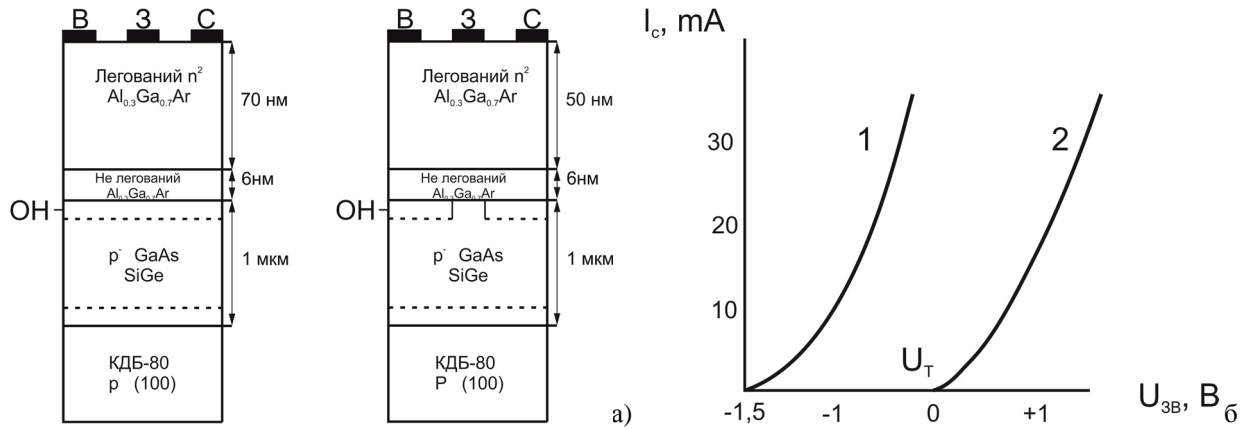 В З С
Легований n²
Al₀.₃Ga₀.₇Ar
70 нм
Не легований
Al₀.₃Ga₀.₇Ar
6нм
ОН
p⁻ GaAs
SiGe
1 мкм
КДБ-80
р (100)
В З С
Легований n²
Al₀.₃Ga₀.₇Ar
50 нм
Не легований
Al₀.₃Ga₀.₇Ar
6нм
ОН
p⁻ GaAs
SiGe
1 мкм
КДБ-80
Р (100)
а)
Iс, mA
30
20
10
1
2
Uт
-1,5 -1 0 +1
Uзв, В
б